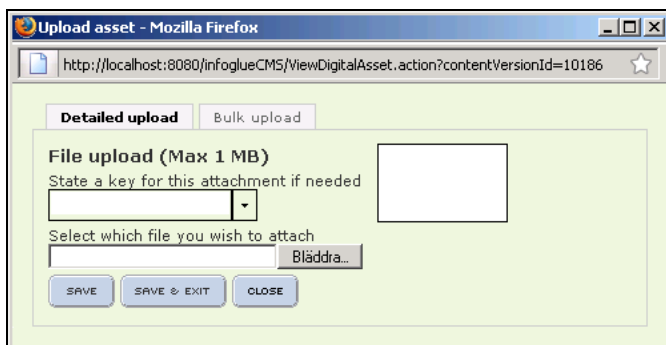 Upload asset - Mozilla Firefox
http://localhost:8080/infoglueCMS/ViewDigitalAsset.action?contentVersionId=10186
Detailed upload Bulk upload
File upload (Max 1 MB)
State a key for this attachment if needed
Select which file you wish to attach
Bläddra...
SAVE SAVE & EXIT CLOSE